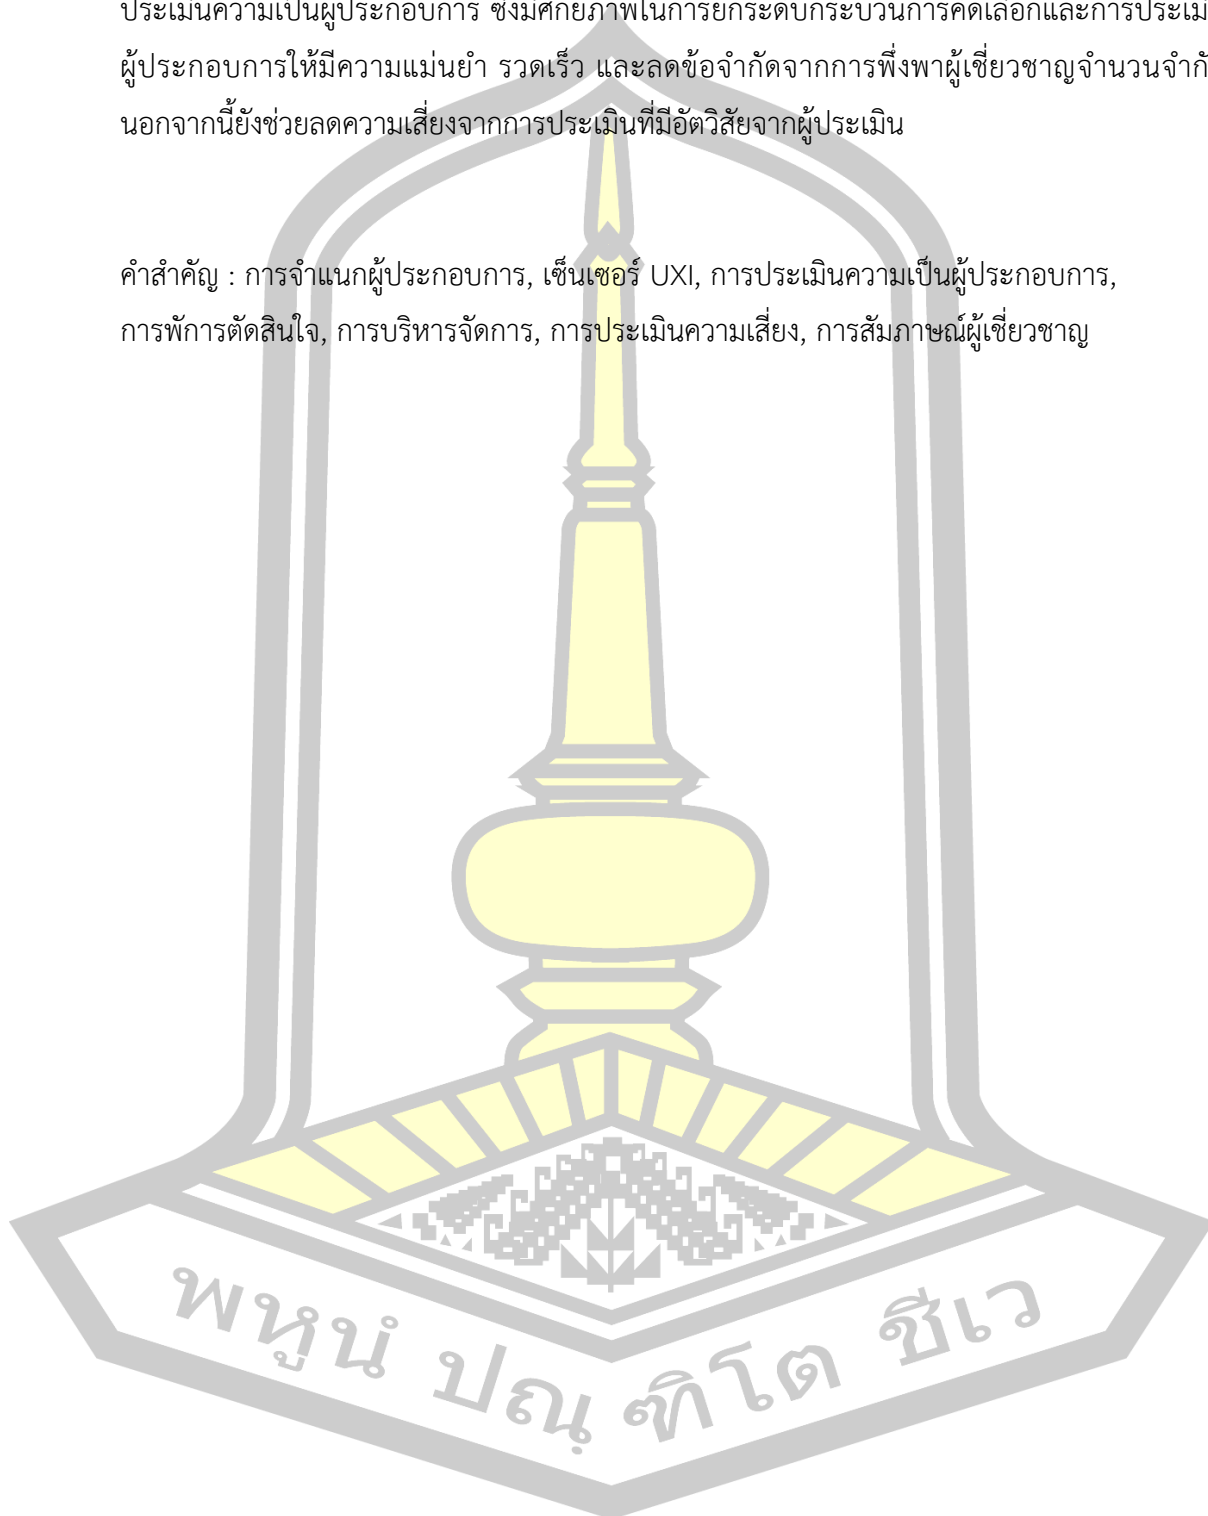 ประเมินความเป็นผู้ประกอบการ ซึ่งมีศักยภาพในการยกระดับกระบวนการคัดเลือกและการประเมิ
ผู้ประกอบการให้มีความแม่นยำ รวดเร็ว และลดข้อจำกัดจากการพึ่งพาผู้เชี่ยวชาญจำนวนจำกั
นอกจากนี้ยังช่วยลดความเสี่ยงจากการประเมินที่มีอัตวิสัยจากผู้ประเมิน
คำสำคัญ : การจำแนกผู้ประกอบการ, เซ็นเซอร์ UXI, การประเมินความเป็นผู้ประกอบการ,
การพัการตัดสินใจ, การบริหารจัดการ, การประเมินความเสี่ยง, การสัมภาษณ์ผู้เชี่ยวชาญ
พหูนํ ปณฺ ฑิโต ชีเว